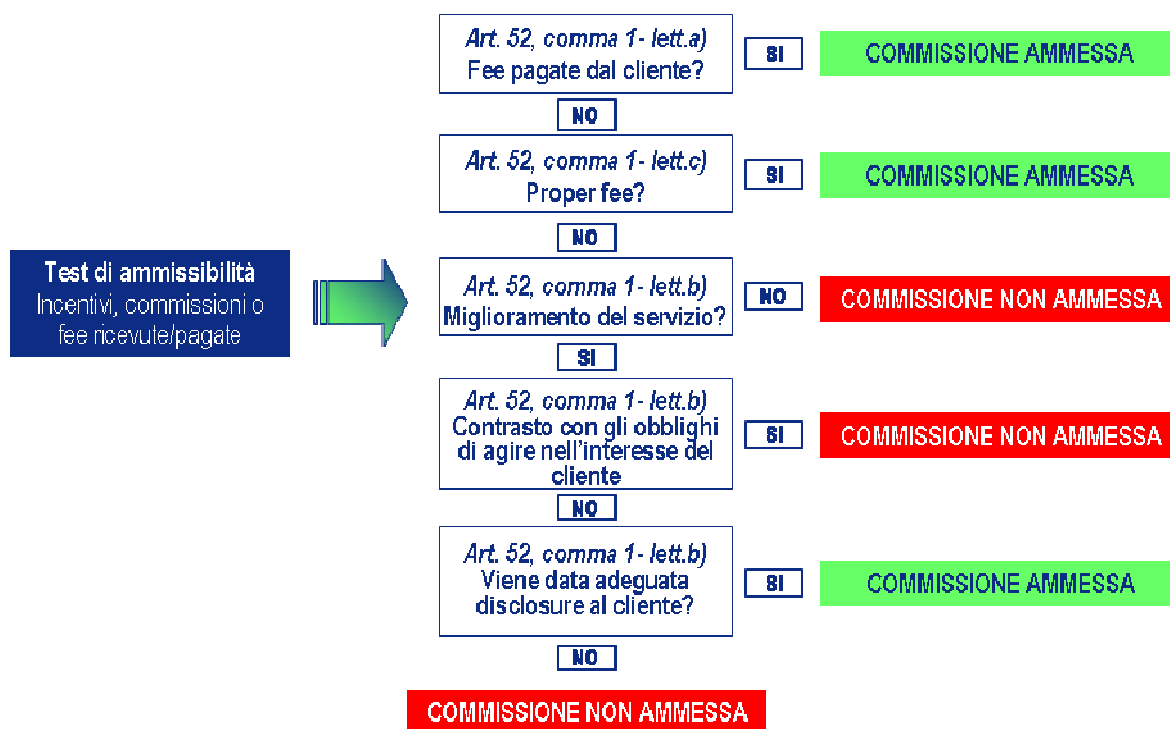 Art. 52, comma 1- lett.a)
Fee pagate dal cliente?
SI
COMMISSIONE AMMESSA
NO
Art. 52, comma 1- lett.c)
Proper fee?
SI
COMMISSIONE AMMESSA
NO
Test di ammissibilità
Incentivi, commissioni o
fee ricevute/pagate
Art. 52, comma 1- lett.b)
Miglioramento del servizio?
NO
COMMISSIONE NON AMMESSA
SI
Art. 52, comma 1- lett.b)
Contrasto con gli obblighi
di agire nell'interesse del
cliente
SI
COMMISSIONE NON AMMESSA
NO
Art. 52, comma 1- lett.b)
Viene data adeguata
disclosure al cliente?
SI
COMMISSIONE AMMESSA
NO
COMMISSIONE NON AMMESSA